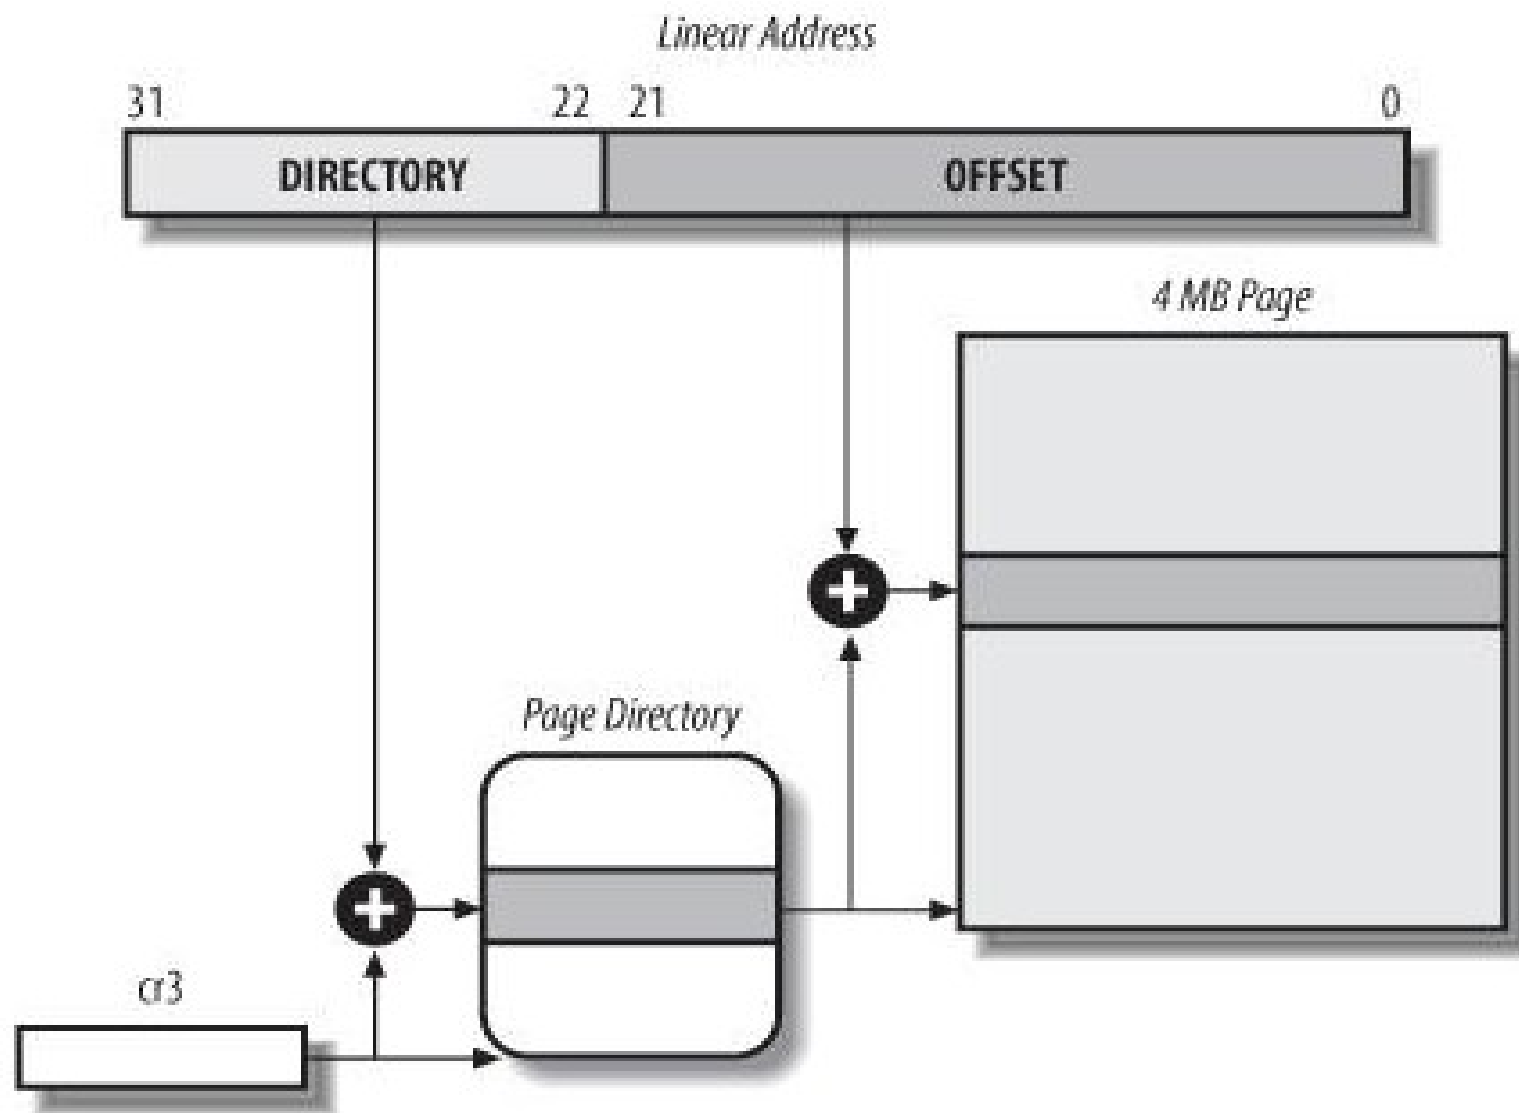 Linear Address
31 22 21 0
DIRECTORY OFFSET
4 MB Page
Page Directory
cr3